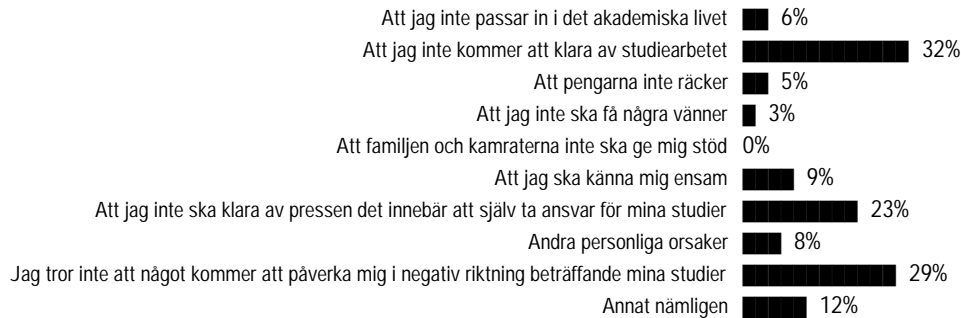 Att jag inte passar in i det akademiska livet 6%
Att jag inte kommer att klara av studiearbetet 32%
Att pengarna inte räcker 5%
Att jag inte ska få några vänner 3%
Att familjen och kamraterna inte ska ge mig stöd 0%
Att jag ska känna mig ensam 9%
Att jag inte ska klara av pressen det innebär att själv ta ansvar för mina studier 23%
Andra personliga orsaker 8%
Jag tror inte att något kommer att påverka mig i negativ riktning beträffande mina studier 29%
Annat nämligen 12%